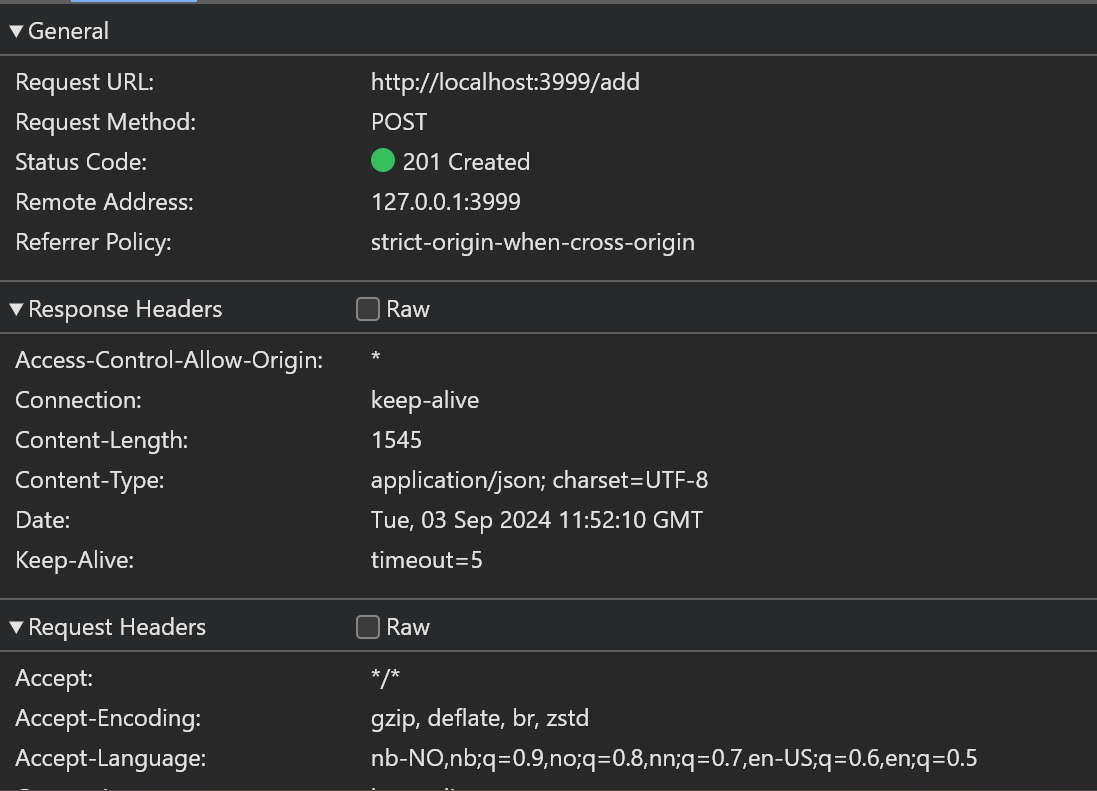 General
Request URL: http://localhost:3999/add
Request Method: POST
Status Code: 201 Created
Remote Address: 127.0.0.1:3999
Referrer Policy: strict-origin-when-cross-origin
Response Headers Raw
Access-Control-Allow-Origin: *
Connection: keep-alive
Content-Length: 1545
Content-Type: application/json; charset=UTF-8
Date: Tue, 03 Sep 2024 11:52:10 GMT
Keep-Alive: timeout=5
Request Headers Raw
Accept: */*
Accept-Encoding: gzip, deflate, br, zstd
Accept-Language: nb-NO,nb;q=0.9,no;q=0.8,nn;q=0.7,en-US;q=0.6,en;q=0.5